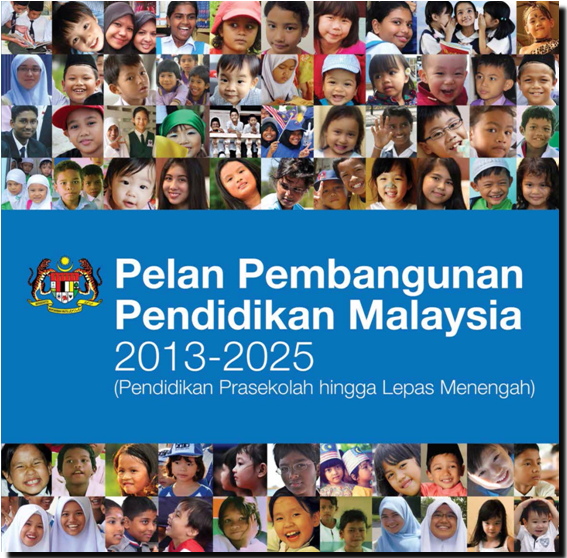 Pelan Pembangunan
Pendidikan Malaysia
2013-2025
(Pendidikan Prasekolah hingga Lepas Menengah)